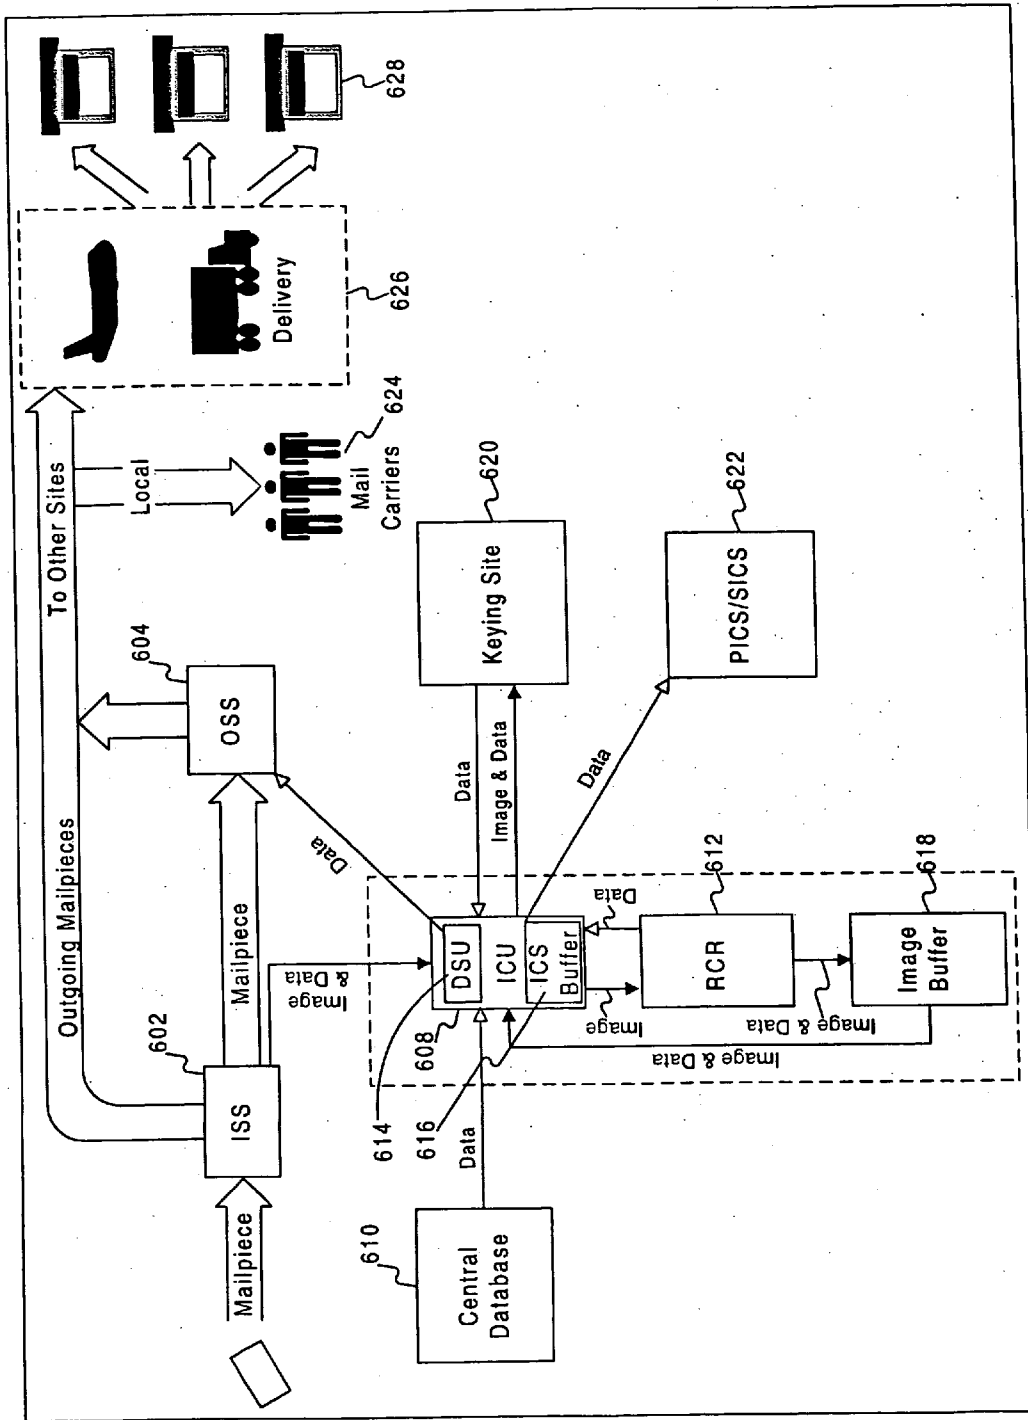 Mailpiece
ISS
602
Outgoing Mailpieces
To Other Sites
Mailpiece
OSS
604
Local
Mail
Carriers
624
Delivery
626
628
Image
& Data
Data
Central
Database
610
Data
608
614
616
DSU
ICU
ICS
Buffer
Data
Image & Data
Keying Site
620
Data
PICS/SICS
622
Image
Data
RCR
612
Image & Data
Image & Data
Image
Buffer
618